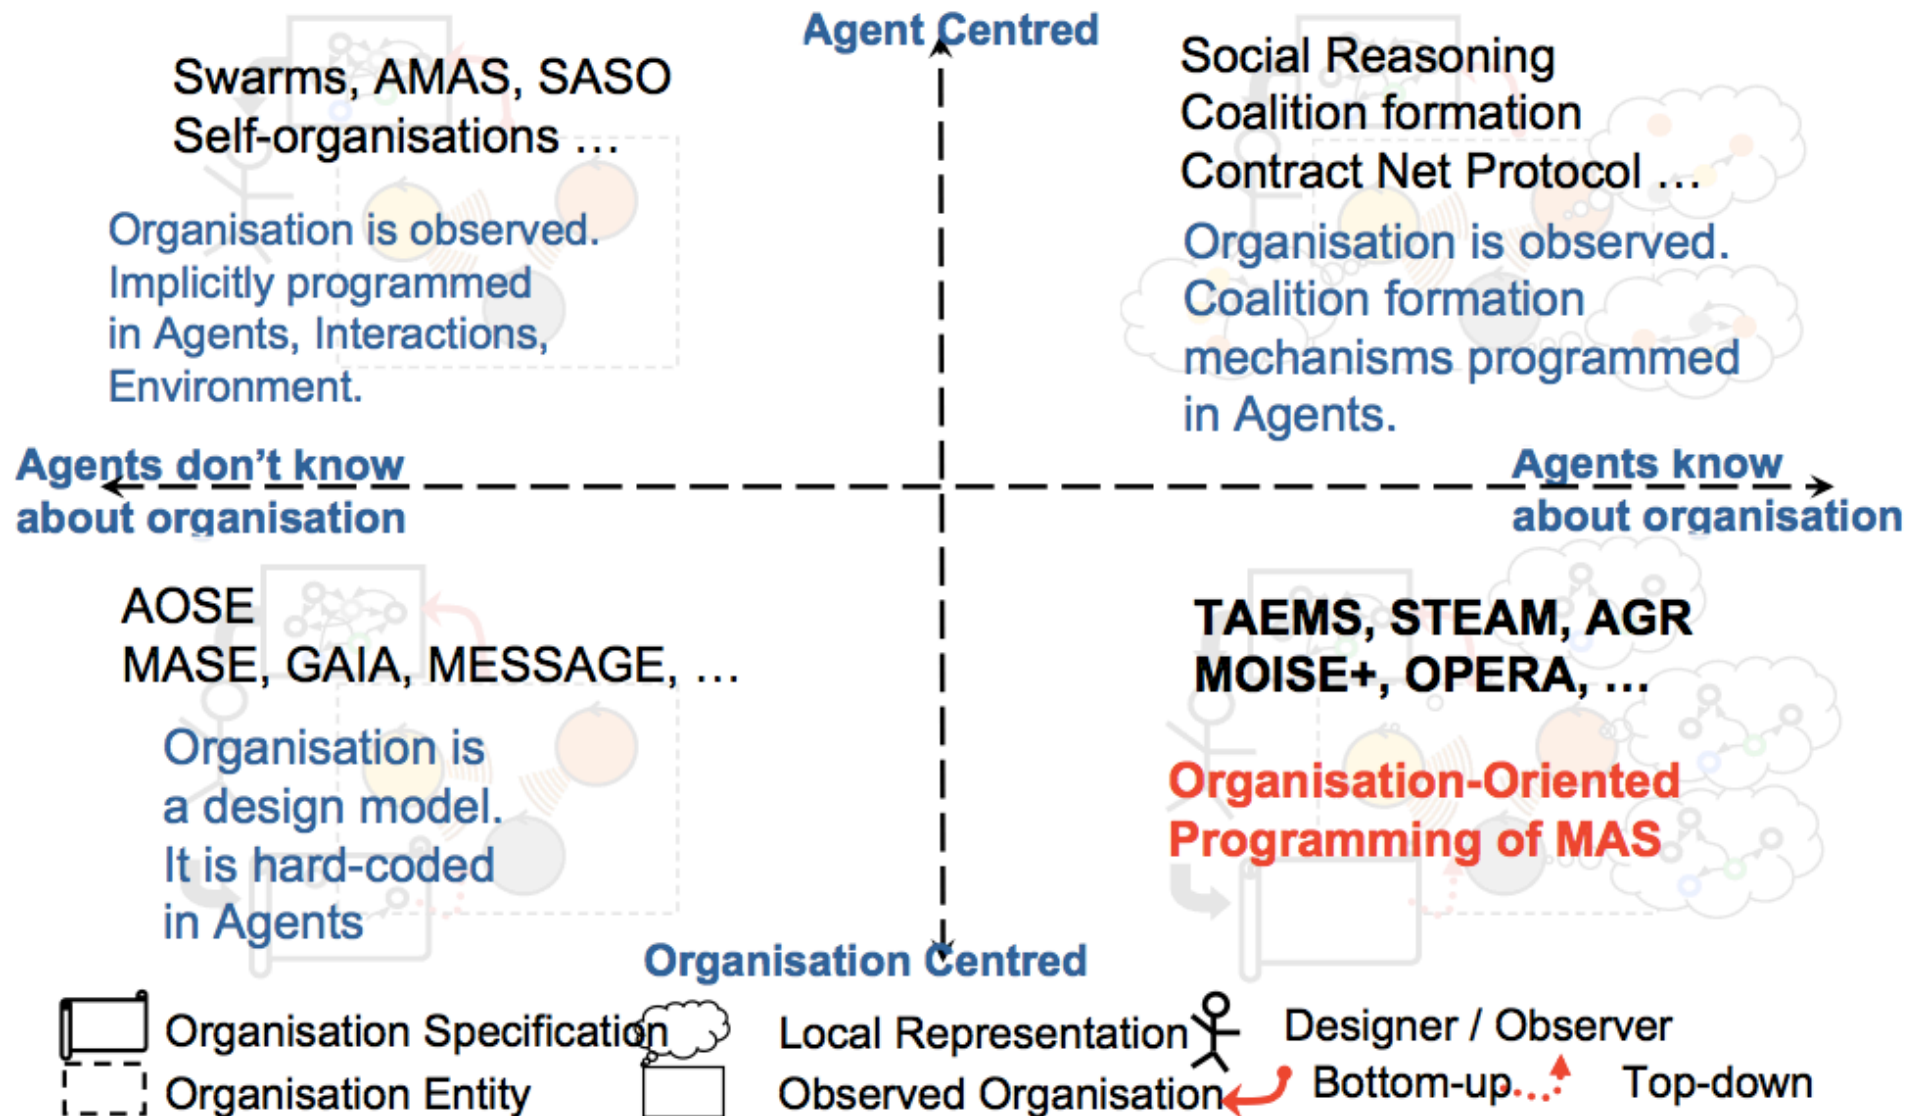 Agent Centred
Swarms, AMAS, SASO
Self-organisations …
Organisation is observed.
Implicitly programmed
in Agents, Interactions,
Environment.
Social Reasoning
Coalition formation
Contract Net Protocol …
Organisation is observed.
Coalition formation
mechanisms programmed
in Agents.
Agents don’t know
about organisation
Agents know
about organisation
AOSE
MASE, GAIA, MESSAGE, …
Organisation is
a design model.
It is hard-coded
in Agents
TAEMS, STEAM, AGR
MOISE+, OPERA, …
Organisation-Oriented
Programming of MAS
Organisation Centred
Organisation Specification
Local Representation
Designer / Observer
Organisation Entity
Observed Organisation
Bottom-up
Top-down